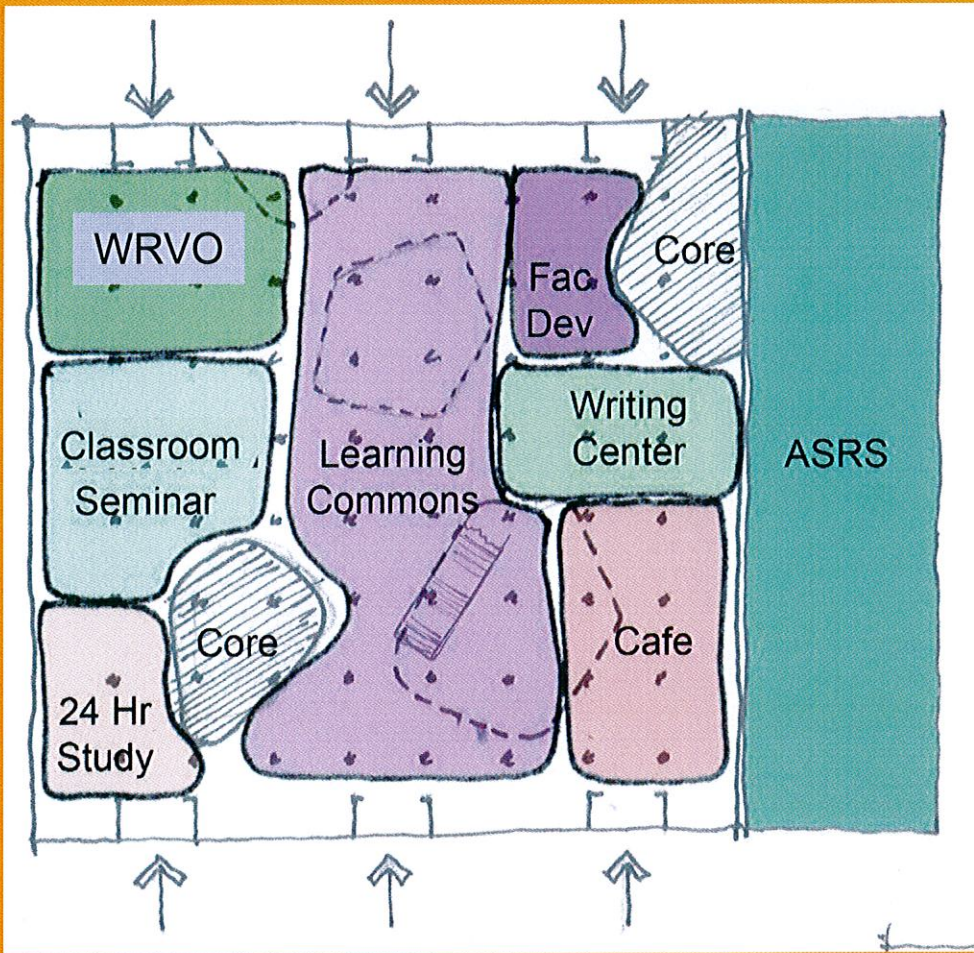 WRVO
Fac
Dev
Core
Classroom
Seminar
Learning
Commons
Writing
Center
ASRS
24 Hr
Study
Core
Cafe